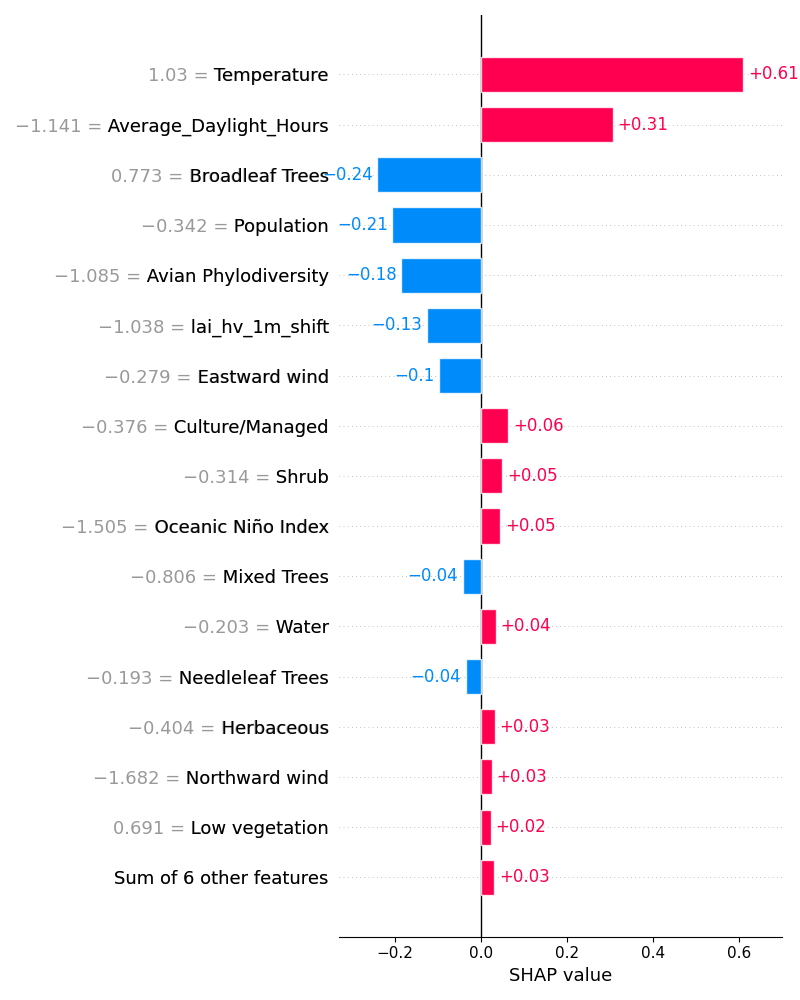 1.03 = Temperature +0.61
−1.141 = Average_Daylight_Hours +0.31
0.773 = Broadleaf Trees −0.24
−0.342 = Population −0.21
−1.085 = Avian Phylodiversity −0.18
−1.038 = lai_hv_1m_shift −0.13
−0.279 = Eastward wind −0.1
−0.376 = Culture/Managed +0.06
−0.314 = Shrub +0.05
−1.505 = Oceanic Niño Index +0.05
−0.806 = Mixed Trees −0.04
−0.203 = Water +0.04
−0.193 = Needleleaf Trees −0.04
−0.404 = Herbaceous +0.03
−1.682 = Northward wind +0.03
0.691 = Low vegetation +0.02
Sum of 6 other features +0.03
−0.2 0.0 0.2 0.4 0.6
SHAP value